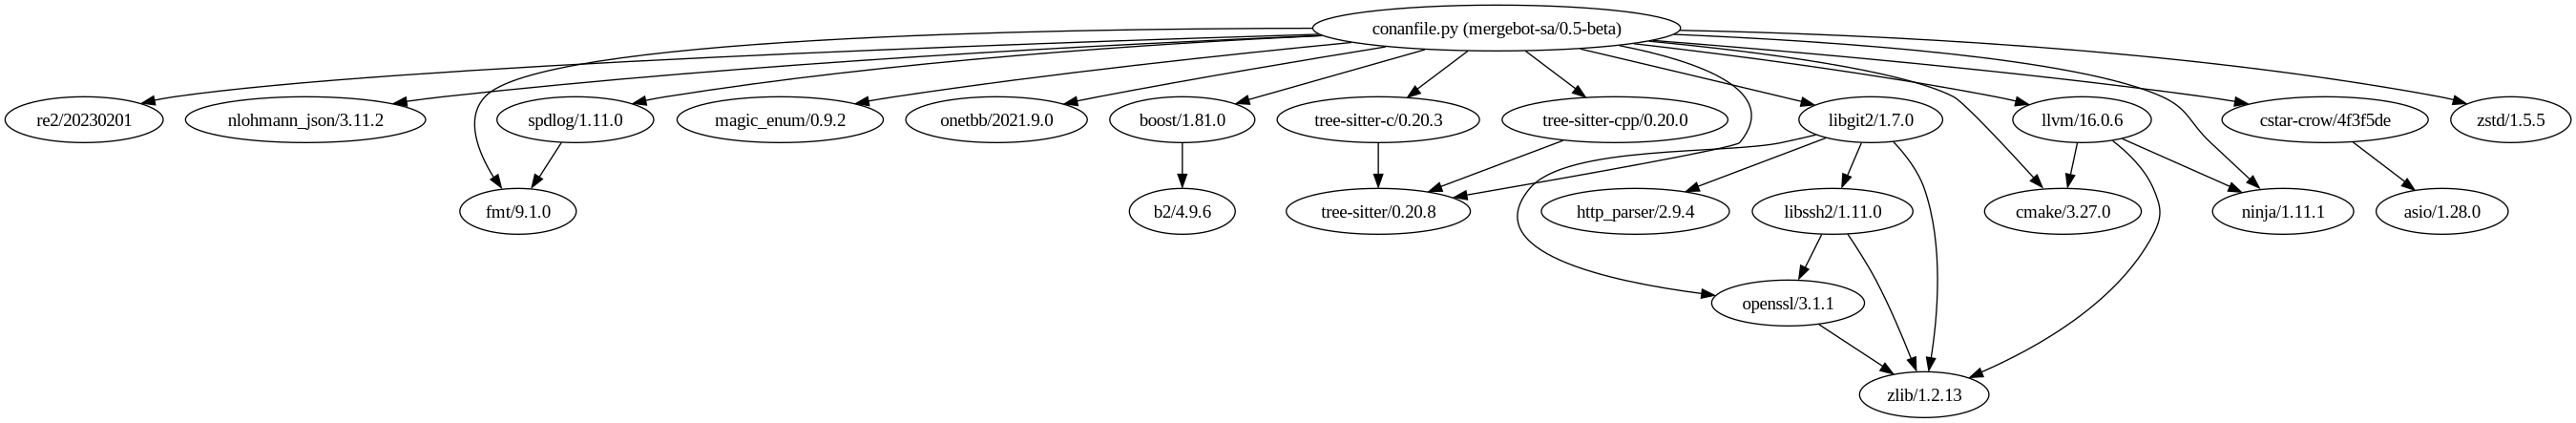 conanfile.py (mergebot-sa/0.5-beta)
re2/20230201
nlohmann_json/3.11.2
spdlog/1.11.0
magic_enum/0.9.2
onetbb/2021.9.0
boost/1.81.0
tree-sitter-c/0.20.3
tree-sitter-cpp/0.20.0
libgit2/1.7.0
llvm/16.0.6
cstar-crow/4f3f5de
zstd/1.5.5
fmt/9.1.0
b2/4.9.6
tree-sitter/0.20.8
http_parser/2.9.4
libssh2/1.11.0
cmake/3.27.0
ninja/1.11.1
asio/1.28.0
openssl/3.1.1
zlib/1.2.13